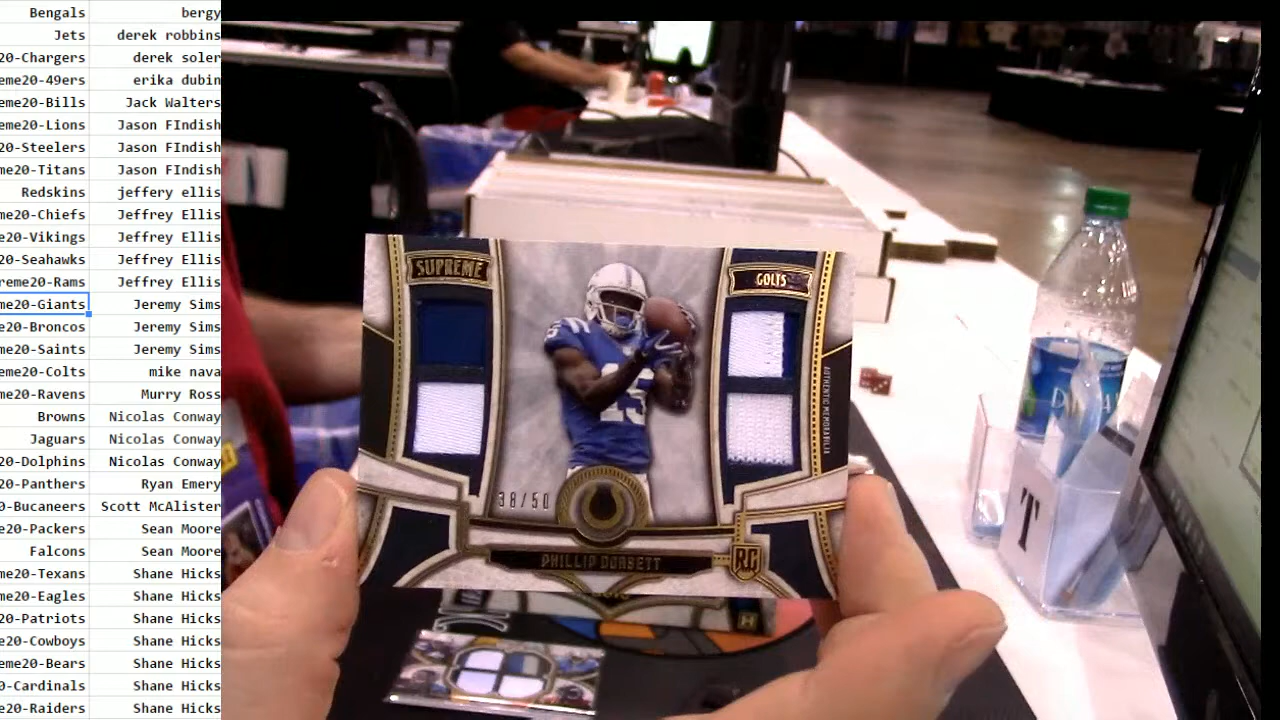 Bengals bergy
Jets derek robbins
20-Chargers derek soler
eme20-49ers erika dubin
eme20-Bills Jack Walters
eme20-Lions Jason FIndish
20-Steelers Jason FIndish
me20-Titans Jason FIndish
Redskins jeffery ellis
me20-Chiefs Jeffrey Ellis
e20-Vikings Jeffrey Ellis
20-Seahawks Jeffrey Ellis
reme20-Rams Jeffrey Ellis
me20-Giants Jeremy Sims
e20-Broncos Jeremy Sims
me20-Saints Jeremy Sims
eme20-Colts mike nava
me20-Ravens Murry Ross
Browns Nicolas Conway
Jaguars Nicolas Conway
20-Dolphins Nicolas Conway
20-Panthers Ryan Emery
0-Bucaneers Scott McAlister
e20-Packers Sean Moore
Falcons Sean Moore
eme20-Texans Shane Hicks
eme20-Eagles Shane Hicks
20-Patriots Shane Hicks
e20-Cowboys Shane Hicks
eme20-Bears Shane Hicks
0-Cardinals Shane Hicks
e20-Raiders Shane Hicks
SUPREME
COLTS
15
AUTHENTIC MEMORABILIA
38/50
PHILLIP DORSETT
RC
T